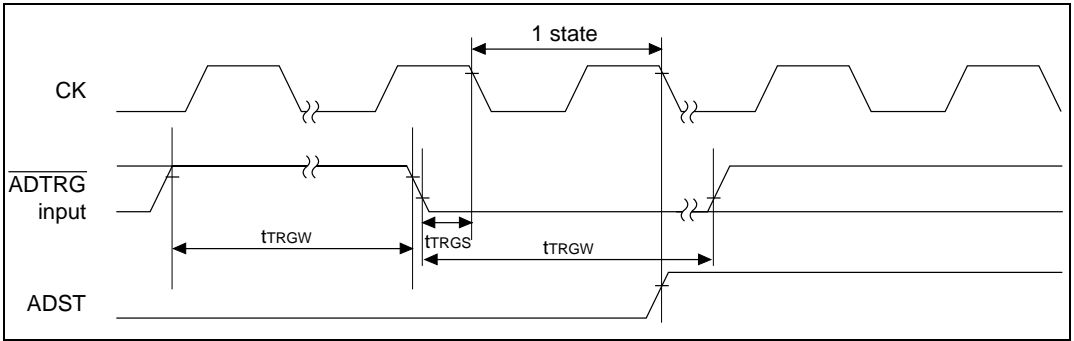 1 state
CK
ADTRG
input
tTRGW
tTRGS
tTRGW
ADST